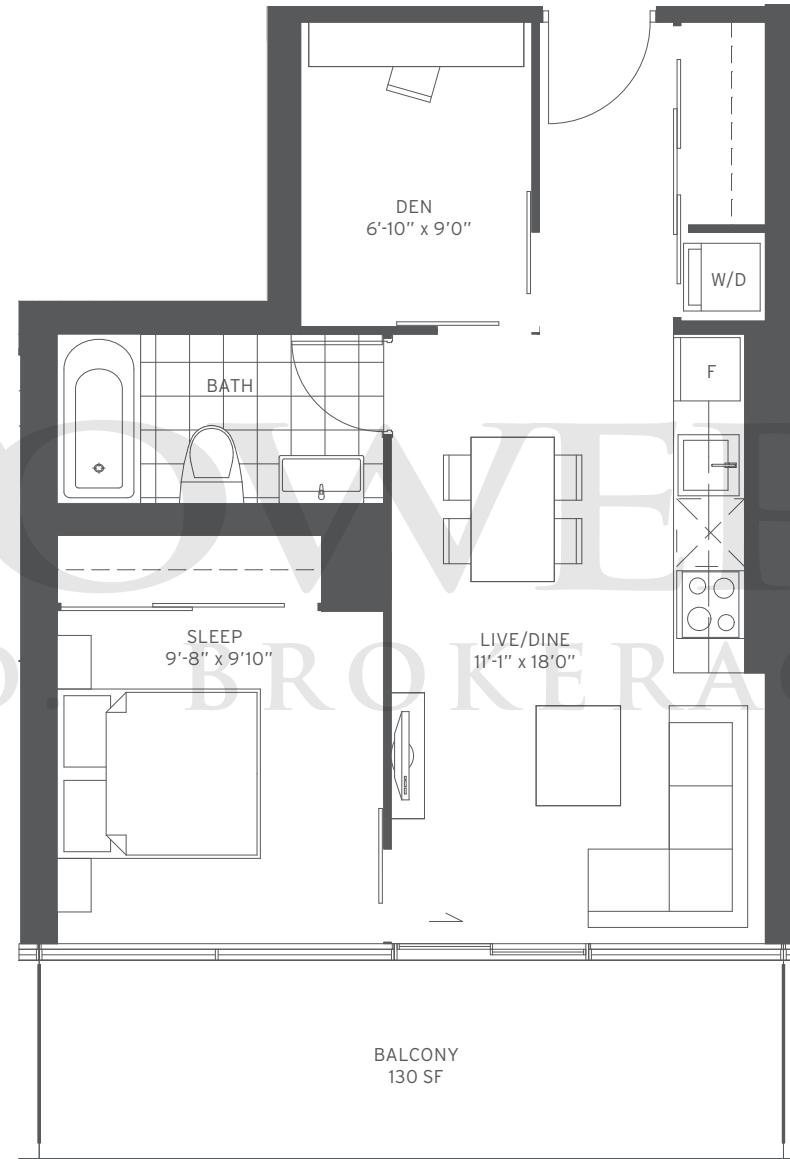 DEN
6'-10" x 9'0"
W/D
F
BATH
OWE
SLEEP
9'-8" x 9'10"
LIVE/DINE
11'-1" x 18'0"
BROKERA
BALCONY
130 SF